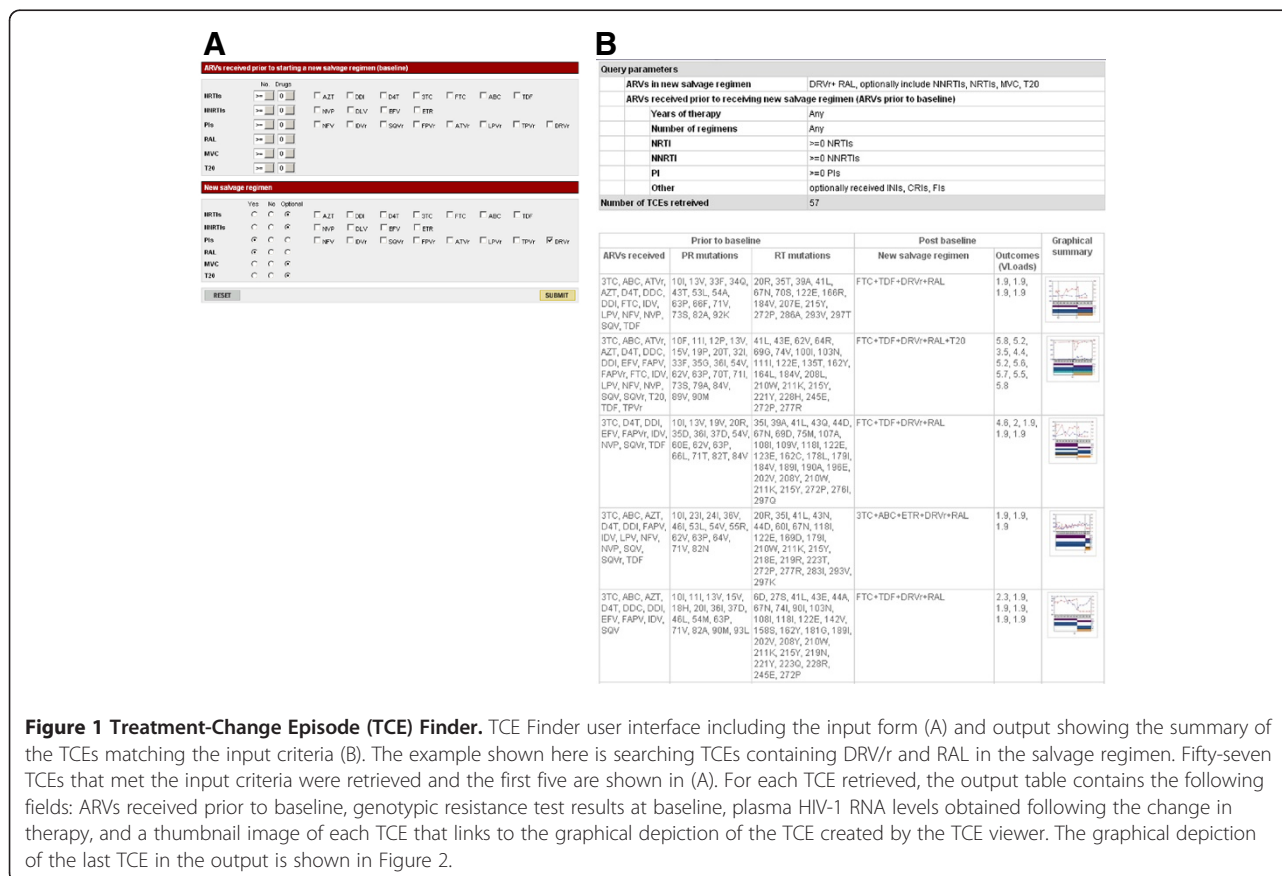 A
ARVs received prior to starting a new salvage regimen (baseline)
No. Drugs
NRTIs >= 0 AZT DDI D4T 3TC FTC ABC TDF
NNRTIs >= 0 NVP DLV EFV ETR
PIs >= 0 NFV IDVr SQVr FPVr ATVr LPVr TPVr DRVr
RAL >= 0
MVC >= 0
T20 >= 0
New salvage regimen
Yes No Optional
NRTIs AZT DDI D4T 3TC FTC ABC TDF
NNRTIs NVP DLV EFV ETR
PIs NFV IDVr SQVr FPVr ATVr LPVr TPVr DRVr
RAL
MVC
T20
RESET SUBMIT
B
Query parameters
ARVs in new salvage regimen DRVr+ RAL, optionally include NNRTIs, NRTIs, MVC, T20
ARVs received prior to receiving new salvage regimen (ARVs prior to baseline)
Years of therapy Any
Number of regimens Any
NRTI >=0 NRTIs
NNRTI >=0 NNRTIs
PI >=0 PIs
Other optionally received INIs, CRIs, FIs
Number of TCEs retreived 57
Prior to baseline Post baseline Graphical summary
ARVs received PR mutations RT mutations New salvage regimen Outcomes (VLoads)
3TC, ABC, ATVr, 10I, 13V, 33F, 34Q, 20R, 35T, 39A, 41L, FTC+TDF+DRVr+RAL 1.9, 1.9,
AZT, D4T, DDC, 43T, 53L, 54A, 67N, 70S, 122E, 166R, 1.9, 1.9
DDI, FTC, IDV, 63P, 66F, 71V, 184V, 207E, 215Y,
LPV, NFV, NVP, 73S, 82A, 92K 272P, 286A, 293V, 297T
SQV, TDF
3TC, ABC, ATVr, 10F, 11I, 12P, 13V, 41L, 43E, 62V, 64R, FTC+TDF+DRVr+RAL+T20 5.8, 5.2,
AZT, D4T, DDC, 15V, 19P, 20T, 32I, 69G, 74V, 100I, 103N, 3.5, 4.4,
DDI, EFV, FAPV, 33F, 35G, 36I, 54V, 111I, 122E, 135T, 162Y, 5.2, 5.6,
FAPVr, FTC, IDV, 62V, 63P, 70T, 71I, 164L, 184V, 208L, 5.7, 5.5,
LPV, NFV, NVP, 73S, 79A, 84V, 210W, 211K, 215Y, 5.8
SQV, SQVr, T20, 89V, 90M 221Y, 228H, 245E,
TDF, TPVr 272P, 277R
3TC, D4T, DDI, 10I, 13V, 19V, 20R, 35I, 39A, 41L, 43Q, 44D, FTC+TDF+DRVr+RAL 4.6, 2, 1.9,
EFV, FAPVr, IDV, 35D, 36I, 37D, 54V, 67N, 69D, 75M, 107A, 1.9, 1.9
NVP, SQVr, TDF 60E, 62V, 63P, 108I, 109V, 118I, 122E,
66L, 71T, 82T, 84V 123E, 162C, 178L, 179I,
184V, 189I, 190A, 196E,
202V, 208Y, 210W,
211K, 215Y, 272P, 276I,
297Q
3TC, ABC, AZT, 10I, 23I, 24I, 36V, 20R, 35I, 41L, 43N, 3TC+ABC+ETR+DRVr+RAL 1.9, 1.9,
D4T, DDI, FAPV, 46I, 53L, 54V, 55R, 44D, 60I, 67N, 118I, 1.9
IDV, LPV, NFV, 62V, 63P, 64V, 122E, 169D, 179I,
NVP, SQV, 71V, 82N 210W, 211K, 215Y,
SQVr, TDF 218E, 219R, 223T,
272P, 277R, 283I, 293V,
297K
3TC, ABC, AZT, 10I, 11I, 13V, 15V, 6D, 27S, 41L, 43E, 44A, FTC+TDF+DRVr+RAL 2.3, 1.9,
D4T, DDC, DDI, 18H, 20I, 36I, 37D, 67N, 74I, 90I, 103N, 1.9, 1.9,
EFV, FAPV, IDV, 46L, 54M, 63P, 108I, 118I, 122E, 142V, 1.9, 1.9
SQV 71V, 82A, 90M, 93L 158S, 162Y, 181G, 189I,
202V, 208Y, 210W,
211K, 215Y, 219N,
221Y, 223Q, 228R,
245E, 272P
Figure 1 Treatment-Change Episode (TCE) Finder. TCE Finder user interface including the input form (A) and output showing the summary of
the TCEs matching the input criteria (B). The example shown here is searching TCEs containing DRV/r and RAL in the salvage regimen. Fifty-seven
TCEs that met the input criteria were retrieved and the first five are shown in (A). For each TCE retrieved, the output table contains the following
fields: ARVs received prior to baseline, genotypic resistance test results at baseline, plasma HIV-1 RNA levels obtained following the change in
therapy, and a thumbnail image of each TCE that links to the graphical depiction of the TCE created by the TCE viewer. The graphical depiction
of the last TCE in the output is shown in Figure 2.